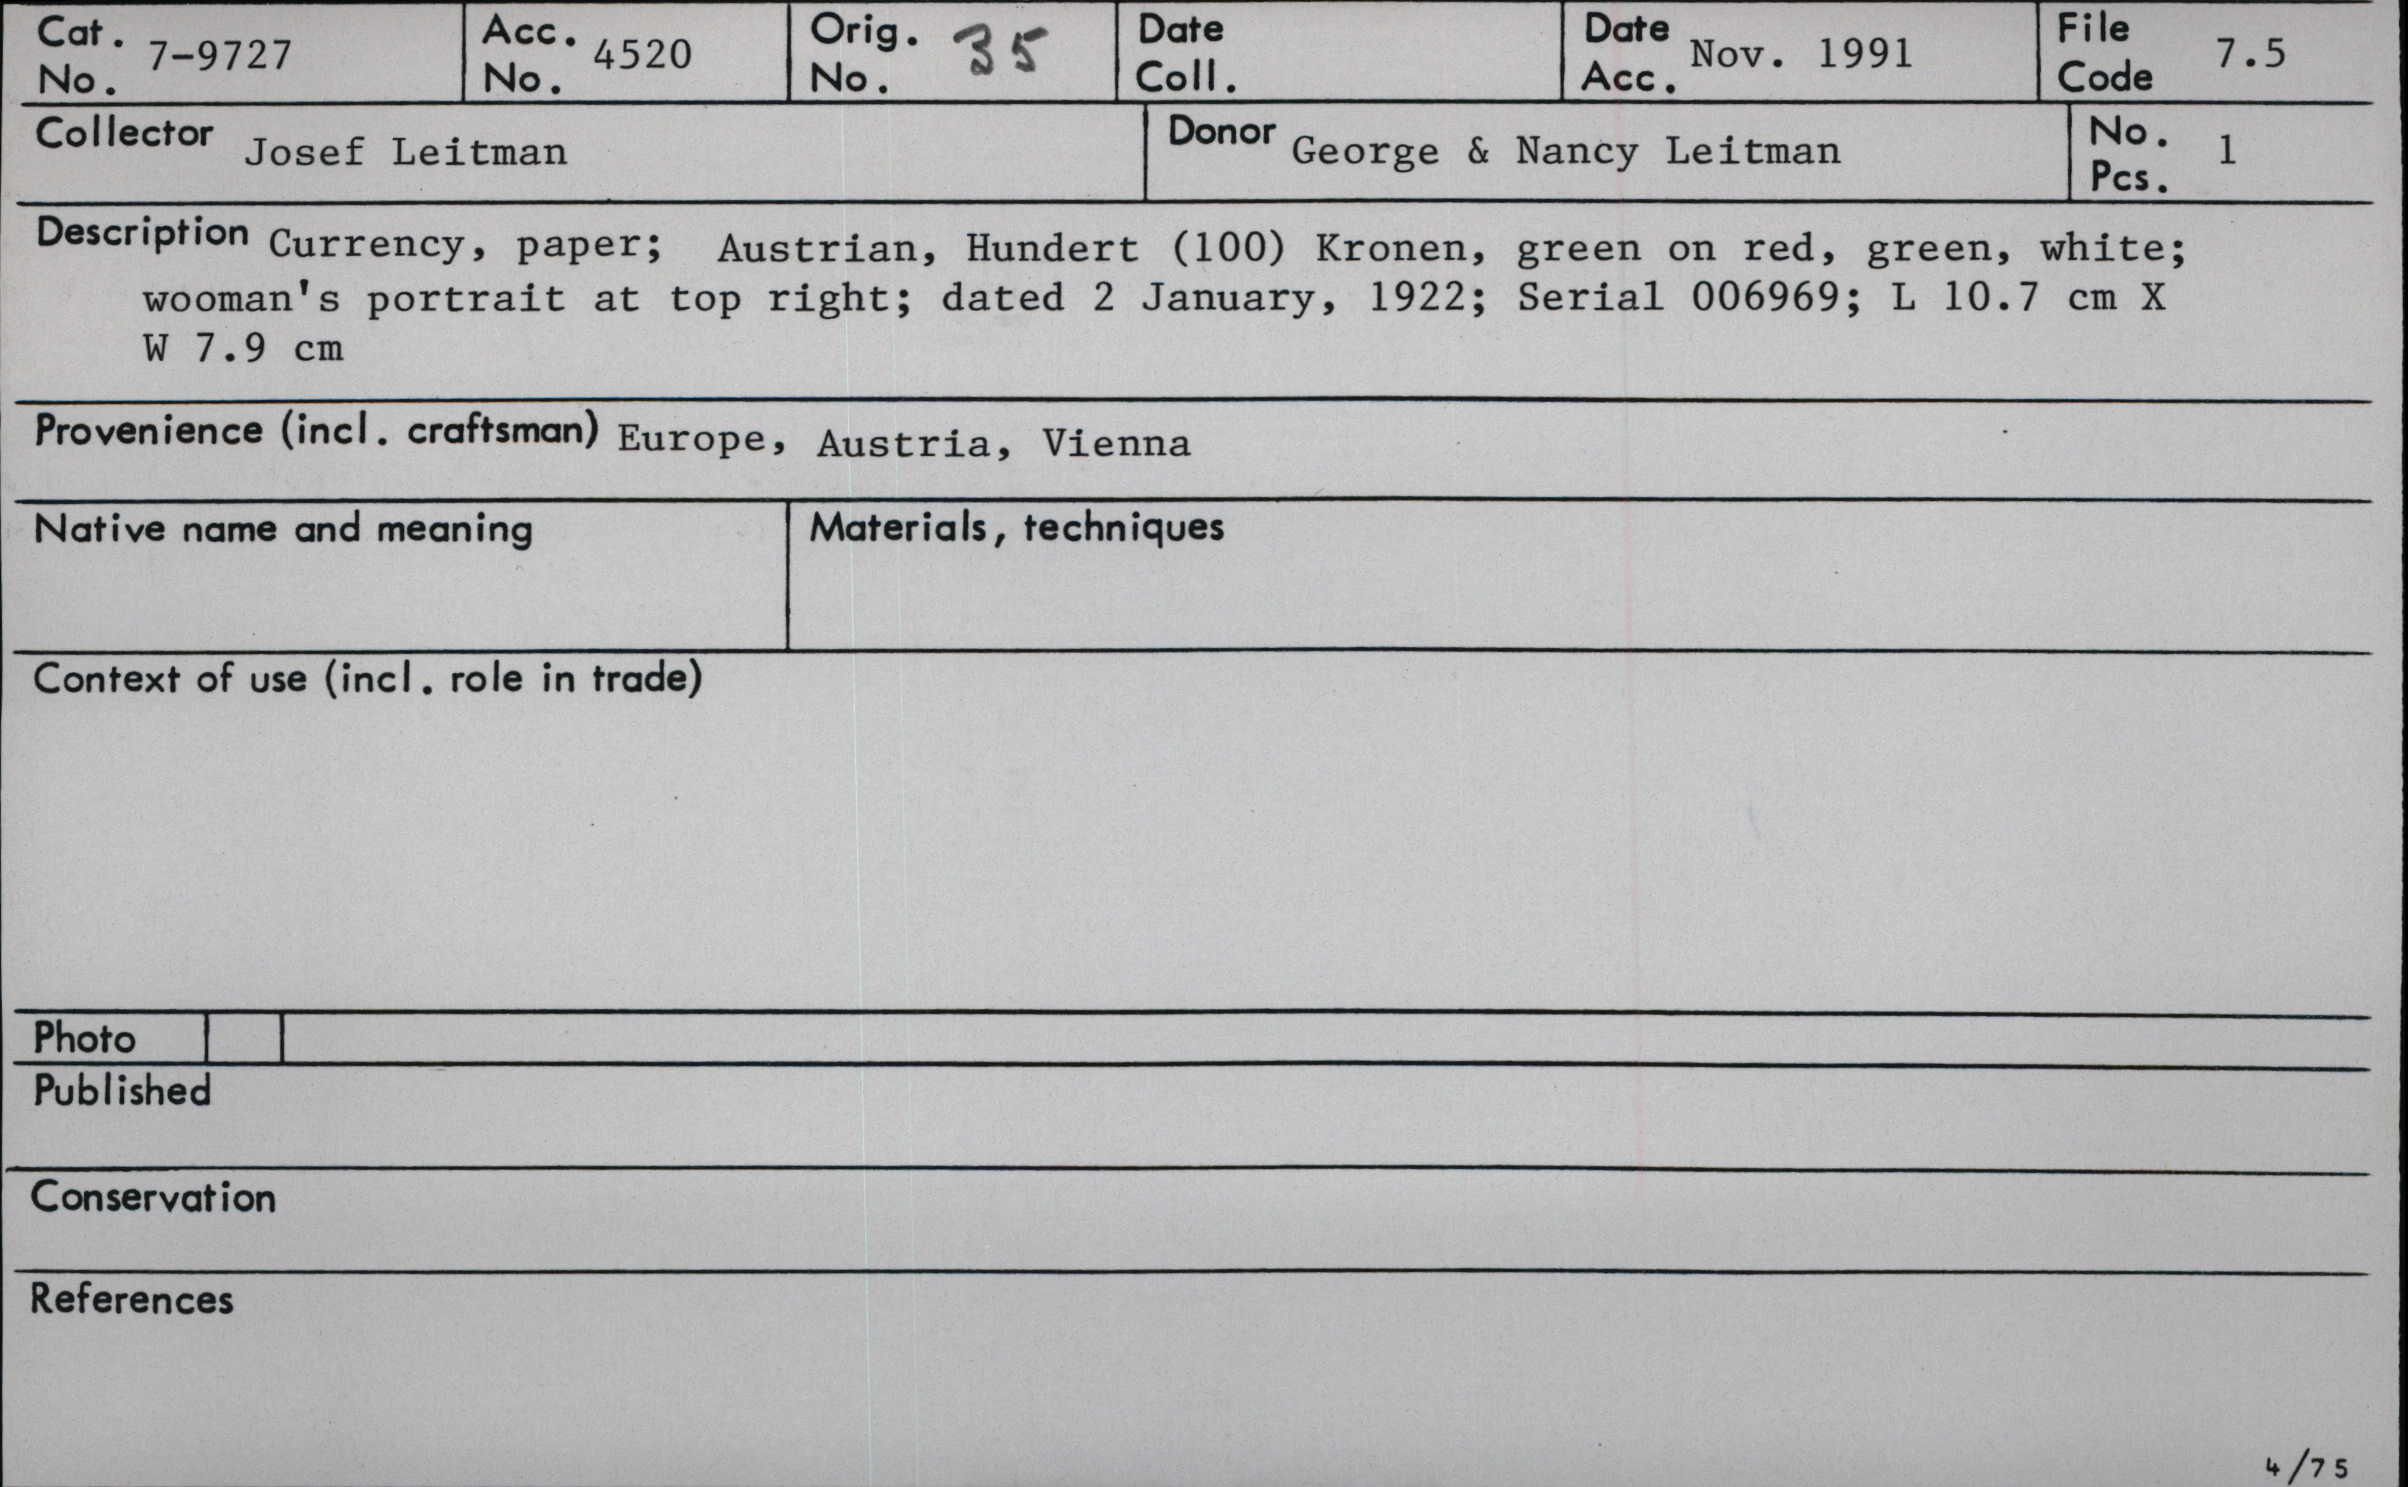 Cat. No. 7-9727 Acc. No. 4520 Orig. No. 35 Date Coll. Date Acc. Nov. 1991 File Code 7.5
Collector Josef Leitman Donor George & Nancy Leitman No. Pcs. 1
Description Currency, paper; Austrian, Hundert (100) Kronen, green on red, green, white;
wooman's portrait at top right; dated 2 January, 1922; Serial 006969; L 10.7 cm X
W 7.9 cm
Provenience (incl. craftsman) Europe, Austria, Vienna
Native name and meaning Materials, techniques
Context of use (incl. role in trade)
Photo
Published
Conservation
References
4/75